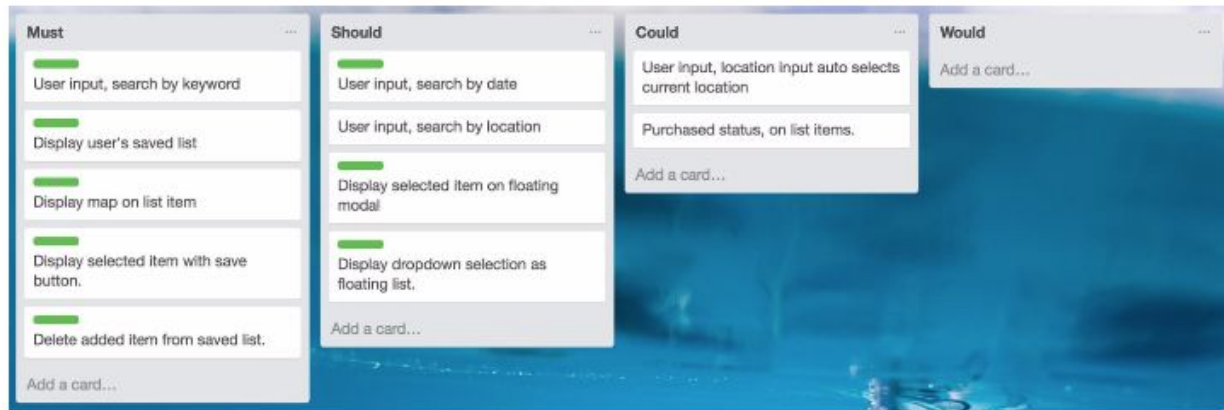 Must
User input, search by keyword
Display user's saved list
Display map on list item
Display selected item with save
button.
Delete added item from saved list.
Add a card...
Should
User input, search by date
User input, search by location
Display selected item on floating
modal
Display dropdown selection as
floating list.
Add a card...
Could
User input, location input auto selects
current location
Purchased status, on list items.
Add a card...
Would
Add a card...